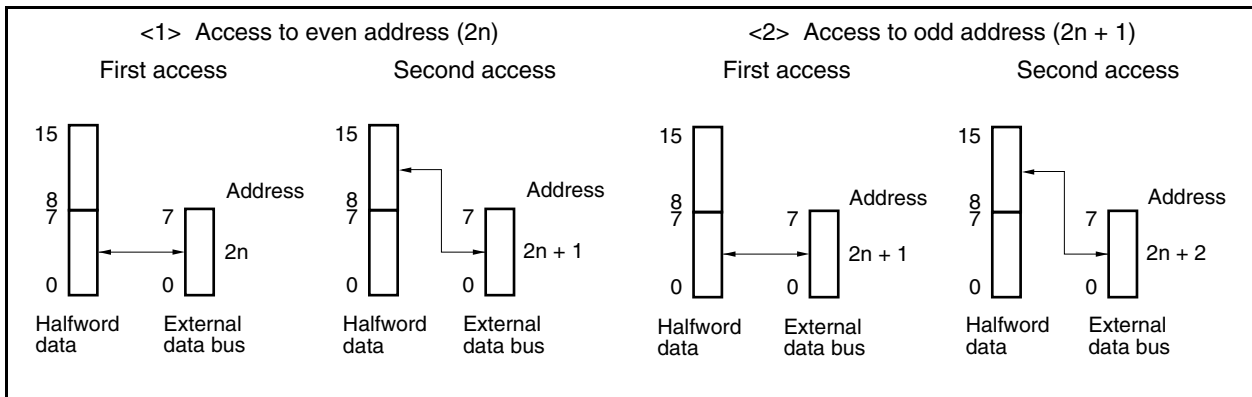 <1> Access to even address (2n)
First access
Second access
15
8
7
0
Halfword
data
7
0
External
data bus
Address
2n
15
8
7
0
Halfword
data
7
0
External
data bus
Address
2n + 1
<2> Access to odd address (2n + 1)
First access
Second access
15
8
7
0
Halfword
data
7
0
External
data bus
Address
2n + 1
15
8
7
0
Halfword
data
7
0
External
data bus
Address
2n + 2